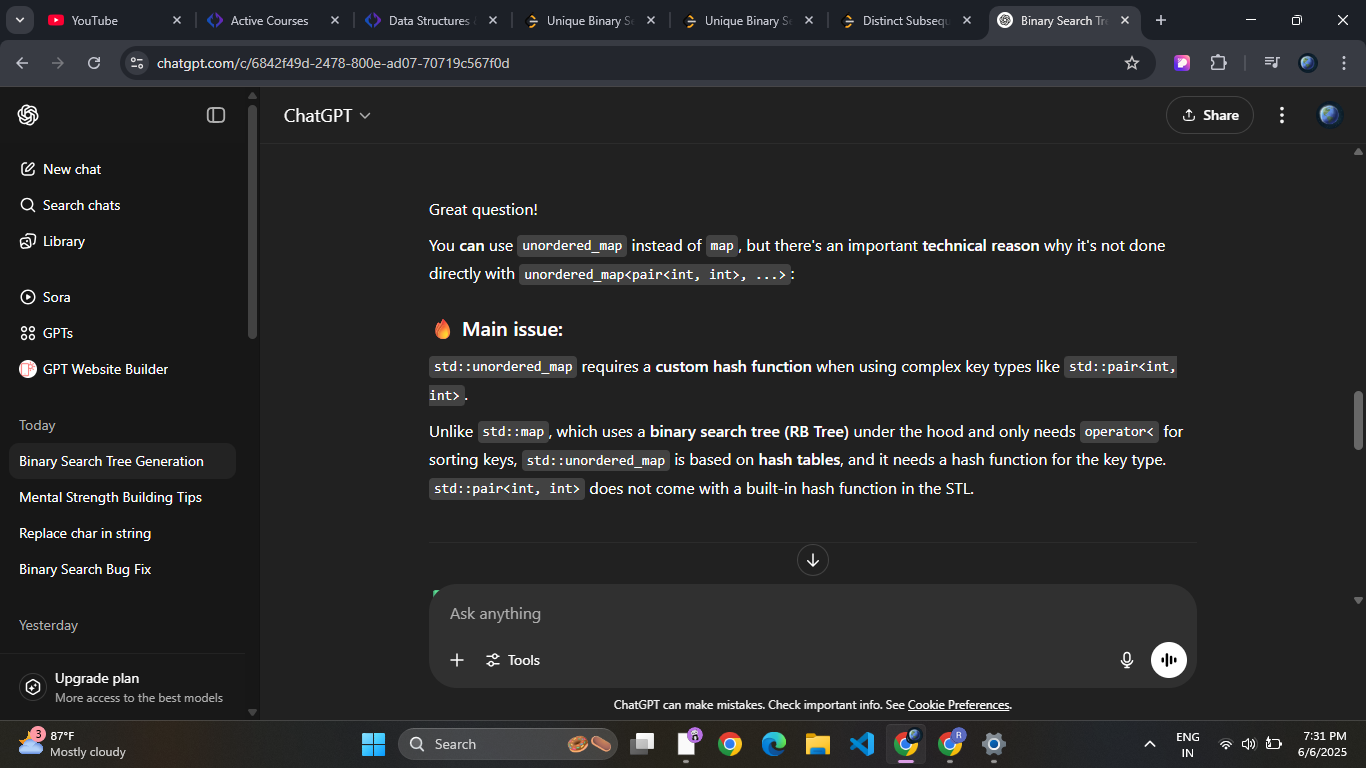 YouTube
Active Courses
Data Structures
Unique Binary Se
Unique Binary Se
Distinct Subsequ
Binary Search Tre
chatgpt.com/c/6842f49d-2478-800e-ad07-70719c567f0d
ChatGPT
Share
New chat
Search chats
Library
Sora
GPTs
GPT Website Builder
Today
Binary Search Tree Generation
Mental Strength Building Tips
Replace char in string
Binary Search Bug Fix
Yesterday
Upgrade plan
More access to the best models
Great question!
You can use unordered_map instead of map, but there's an important technical reason why it's not done
directly with unordered_map<pair<int, int>, ...>:
🔥 Main issue:
std::unordered_map requires a custom hash function when using complex key types like std::pair<int,
int>.
Unlike std::map, which uses a binary search tree (RB Tree) under the hood and only needs operator< for
sorting keys, std::unordered_map is based on hash tables, and it needs a hash function for the key type.
std::pair<int, int> does not come with a built-in hash function in the STL.
Ask anything
Tools
ChatGPT can make mistakes. Check important info. See Cookie Preferences.
3
87°F
Mostly cloudy
Search
R
ENG
IN
7:31 PM
6/6/2025